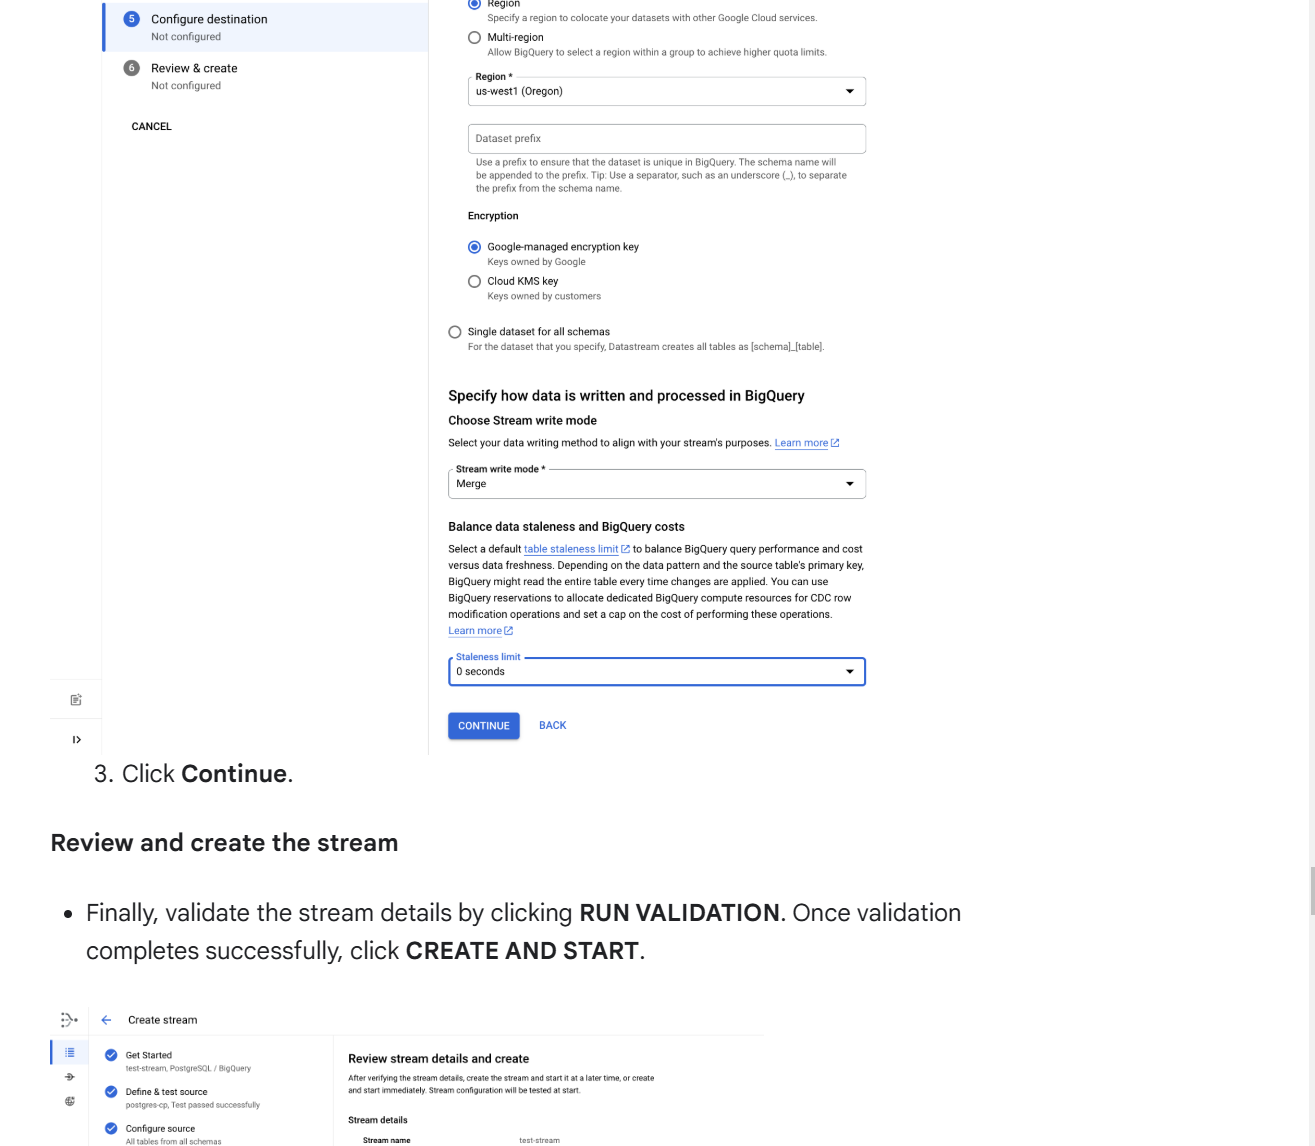 5 Configure destination
Not configured
6 Review & create
Not configured
CANCEL
Region
Specify a region to colocate your datasets with other Google Cloud services.
Multi-region
Allow BigQuery to select a region within a group to achieve higher quota limits.
Region *
us-west1 (Oregon)
Dataset prefix
Use a prefix to ensure that the dataset is unique in BigQuery. The schema name will
be appended to the prefix. Tip: Use a separator, such as an underscore (_), to separate
the prefix from the schema name.
Encryption
Google-managed encryption key
Keys owned by Google
Cloud KMS key
Keys owned by customers
Single dataset for all schemas
For the dataset that you specify, Datastream creates all tables as [schema]_[table].
Specify how data is written and processed in BigQuery
Choose Stream write mode
Select your data writing method to align with your stream's purposes. Learn more
Stream write mode *
Merge
Balance data staleness and BigQuery costs
Select a default table staleness limit to balance BigQuery query performance and cost
versus data freshness. Depending on the data pattern and the source table's primary key,
BigQuery might read the entire table every time changes are applied. You can use
BigQuery reservations to allocate dedicated BigQuery compute resources for CDC row
modification operations and set a cap on the cost of performing these operations.
Learn more
Staleness limit
0 seconds
CONTINUE BACK
3. Click Continue.
Review and create the stream
• Finally, validate the stream details by clicking RUN VALIDATION. Once validation
completes successfully, click CREATE AND START.
Create stream
Get Started
test-stream, PostgreSQL / BigQuery
Define & test source
postgres-cp, Test passed successfully
Configure source
All tables from all schemas
Review stream details and create
After verifying the stream details, create the stream and start it at a later time, or create
and start immediately. Stream configuration will be tested at start.
Stream details
Stream name test-stream